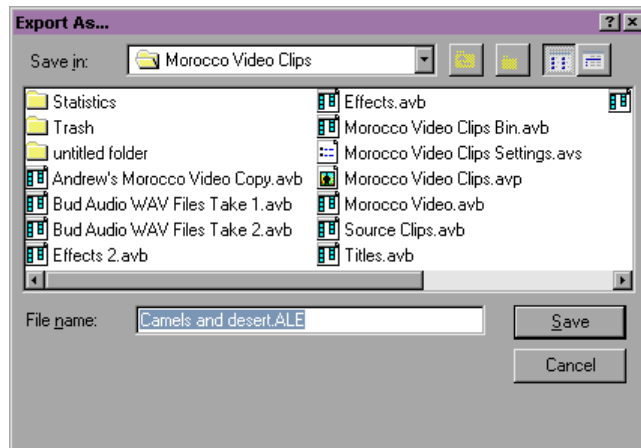 Export As...
Save in:
Morocco Video Clips
Statistics
Trash
untitled folder
Andrew's Morocco Video Copy.avb
Bud Audio WAV Files Take 1.avb
Bud Audio WAV Files Take 2.avb
Effects 2.avb
Effects.avb
Morocco Video Clips Bin.avb
Morocco Video Clips Settings.avs
Morocco Video Clips.avp
Morocco Video.avb
Source Clips.avb
Titles.avb
File name:
Camels and desert.ALE
Save
Cancel